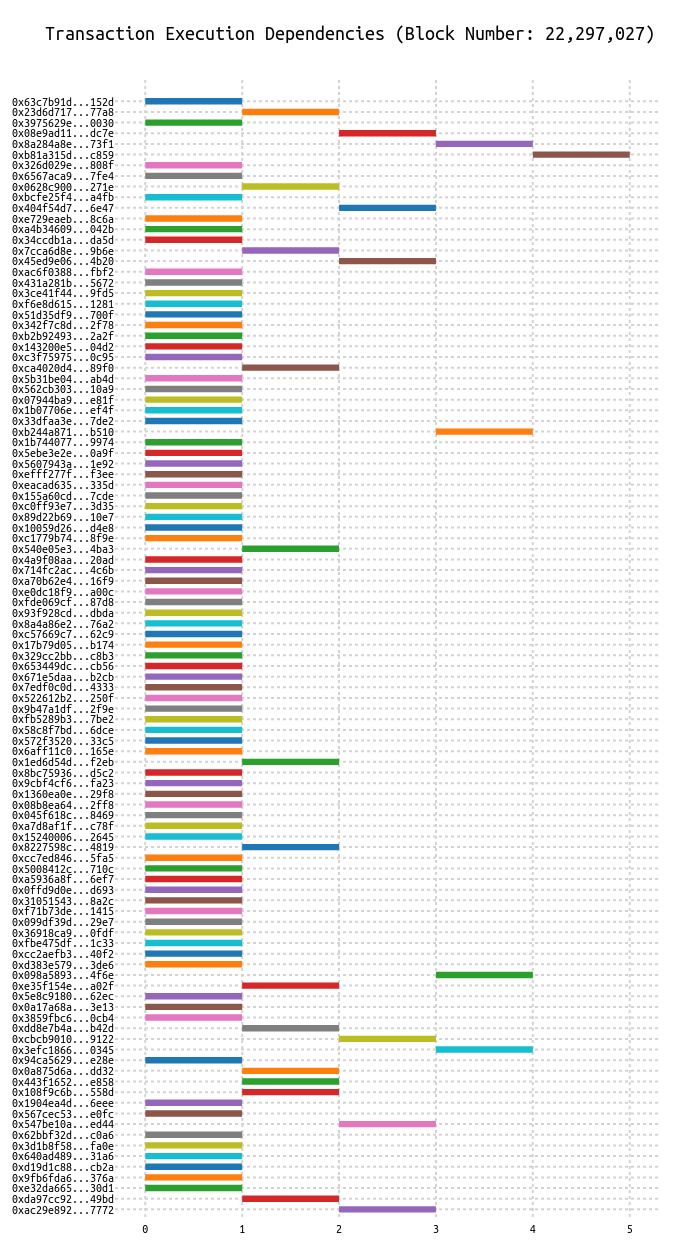 Transaction Execution Dependencies (Block Number: 22,297,027)
0x63c7b91d...152d
0x23d6d717...77a8
0x3975629e...0030
0x08e9ad11...dc7e
0x8a284a8e...73f1
0xb81a315d...c859
0x326d029e...808f
0x6567aca9...7fe4
0x0628c900...271e
0xbcfe25f4...a4fb
0x404f54d7...6e47
0xe729eaeb...8c6a
0xa4b34609...042b
0x34ccdb1a...da5d
0x7cca6d8e...9b6e
0x45ed9e06...4b20
0xac6f0388...fbf2
0x431a281b...5672
0x3ce41f44...9fd5
0xf6e8d615...1281
0x51d35df9...700f
0x342f7c8d...2f78
0xb2b92493...2a2f
0x143200e5...04d2
0xc3f75975...0c95
0xca4020d4...89f0
0x5b31be04...ab4d
0x562cb303...10a9
0x07944ba9...e81f
0x1b07706e...ef4f
0x33dfaa3e...7de2
0xb244a871...b510
0x1b744077...9974
0x5ebe3e2e...0a9f
0x5607943a...1e92
0xefff277f...f3ee
0xeacad635...335d
0x155a60cd...7cde
0xc0ff93e7...3d35
0x89d22b69...10e7
0x10059d26...d4e8
0xc1779b74...8f9e
0x540e05e3...4ba3
0x4a9f08aa...20ad
0x714fc2ac...4c6b
0xa70b62e4...16f9
0xe0dc18f9...a00c
0xfde069cf...87d8
0x93f928cd...dbda
0x8a4a86e2...76a2
0xc57669c7...62c9
0x17b79d05...b174
0x329cc2bb...c8b3
0x653449dc...cb56
0x671e5daa...b2cb
0x7edf0c0d...4333
0x522612b2...250f
0x9b47a1df...2f9e
0xfb5289b3...7be2
0x58c8f7bd...6dce
0x572f3520...33c5
0x6aff11c0...165e
0x1ed6d54d...f2eb
0x8bc75936...d5c2
0x9cbf4cf6...fa23
0x1360ea0e...29f8
0x08b8ea64...2ff8
0x045f618c...8469
0xa7d8af1f...c78f
0x15240006...2645
0x8227598c...4819
0xcc7ed846...5fa5
0x5008412c...710c
0xa5936a8f...6ef7
0x0ffd9d0e...d693
0x31051543...8a2c
0xf71b73de...1415
0x099df39d...29e7
0x36918ca9...0fdf
0xfbe475df...1c33
0xcc2aefb3...40f2
0xd383e579...3de6
0x098a5893...4f6e
0xe35f154e...a02f
0x5e8c9180...62ec
0x0a17a68a...3e13
0x3859fbc6...0cb4
0xdd8e7b4a...b42d
0xcbcb9010...9122
0x3efc1866...0345
0x94ca5629...e28e
0x0a875d6a...dd32
0x443f1652...e858
0x108f9c6b...558d
0x1904ea4d...6eee
0x567cec53...e0fc
0x547be10a...ed44
0x62bbf32d...c0a6
0x3d1b8f58...fa0e
0x640ad489...31a6
0xd19d1c88...cb2a
0x9fb6fda6...376a
0xe32da665...30d1
0xda97cc92...49bd
0xac29e892...7772
0 1 2 3 4 5